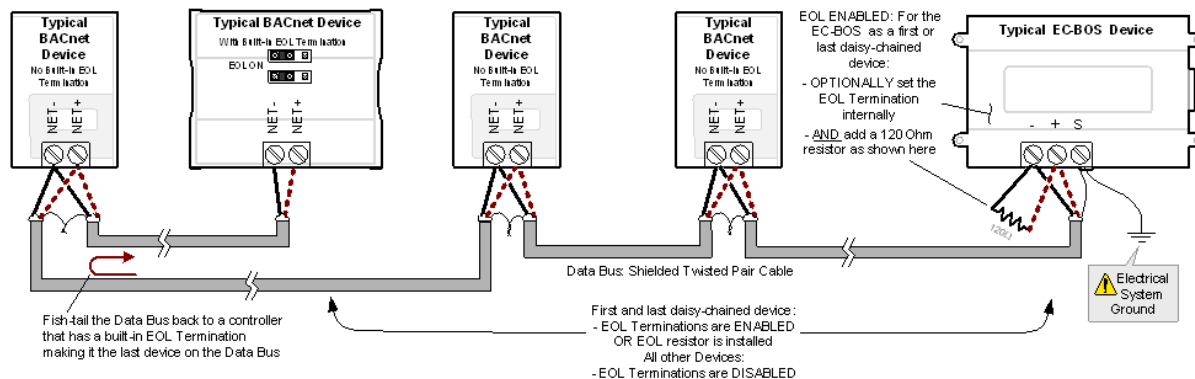 Typical
BACnet
Device
No Built-In EOL
Termination
NET-
NET+
Typical BACnet Device
With Built-In EOL Termination
EOL ON
NET-
NET+
Typical
BACnet
Device
No Built-In EOL
Termination
NET-
NET+
Typical
BACnet
Device
No Built-In EOL
Termination
NET-
NET+
EOL ENABLED: For the
EC-BOS as a first or
last daisy-chained
device:
- OPTIONALLY set the
EOL Termination
internally
- AND add a 120 Ohm
resistor as shown here
Typical EC-BOS Device
- + S
120Ω
Data Bus: Shielded Twisted Pair Cable
Electrical
System
Ground
Fish-tail the Data Bus back to a controller
that has a built-in EOL Termination
making it the last device on the Data Bus
First and last daisy-chained device:
- EOL Terminations are ENABLED
OR EOL resistor is installed
All other Devices:
- EOL Terminations are DISABLED